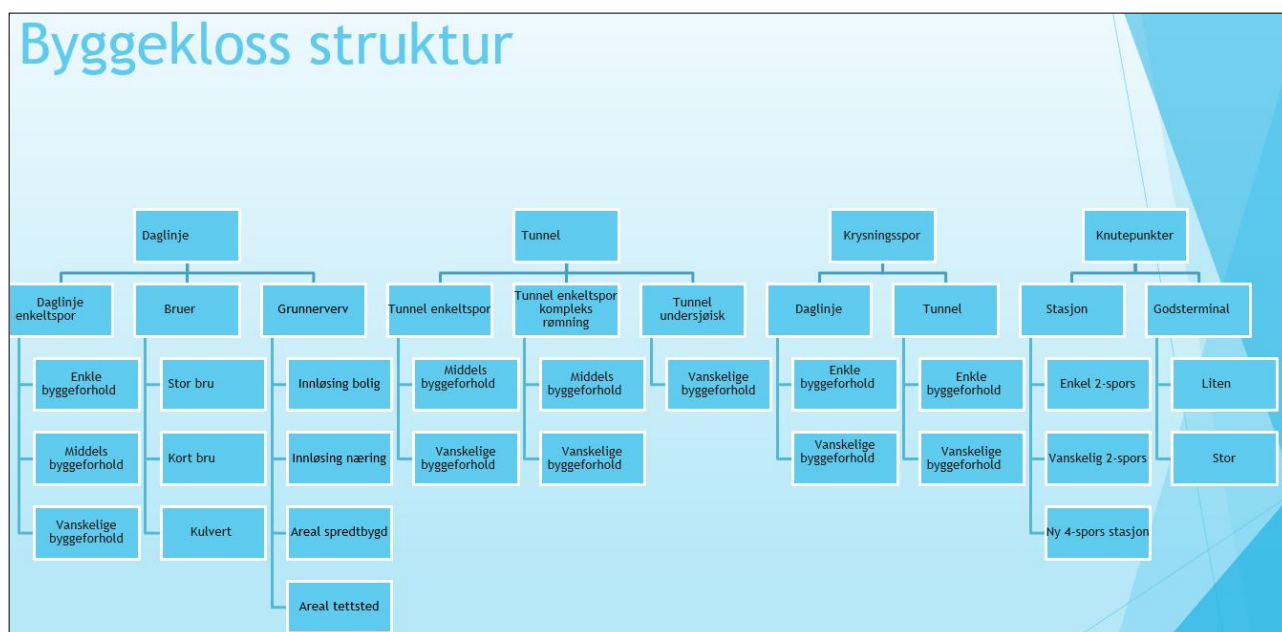 Byggekloss struktur
Daglinje
Tunnel
Krysningsspor
Knutepunkter
Daglinje
enkeltspor
Bruer
Grunnerverv
Tunnel enkeltspor
Tunnel enkeltspor
kompleks
rømning
Tunnel
undersjøisk
Daglinje
Tunnel
Stasjon
Godsterminal
Enkle
byggeforhold
Stor bru
Innløsing bolig
Middels
byggeforhold
Middels
byggeforhold
Vanskelige
byggeforhold
Enkle
byggeforhold
Enkle
byggeforhold
Enkel 2-spors
Liten
Middels
byggeforhold
Kort bru
Innløsing næring
Vanskelige
byggeforhold
Vanskelige
byggeforhold
Vanskelige
byggeforhold
Vanskelige
byggeforhold
Vanskelig 2-spors
Stor
Vanskelige
byggeforhold
Kulvert
Areal spredtbygd
Ny 4-spors stasjon
Areal tettsted